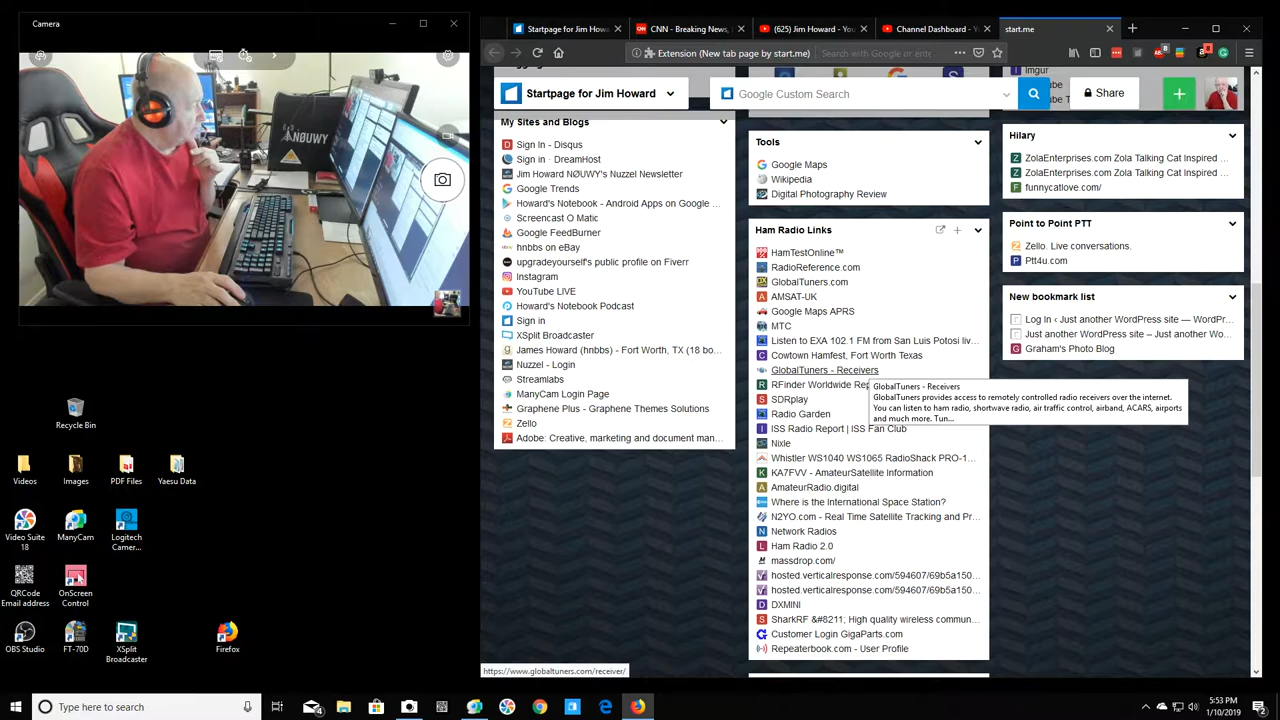 Camera
ΛNØUWY
Recycle Bin
Videos
Images
PDF Files
Yaesu Data
Video Suite 18
ManyCam
Logitech Camer...
QRCode Email address
OnScreen Control
OBS Studio
FT-70D
XSplit Broadcaster
Firefox
Startpage for Jim Howard
CNN - Breaking News,
(625) Jim Howard - You
Channel Dashboard - You
start.me
Extension (New tab page by start.me)
Search with Google or ente
Startpage for Jim Howard
Google Custom Search
Share
Imgur
My Sites and Blogs
Sign In - Disqus
Sign in · DreamHost
Jim Howard NØUWY's Nuzzel Newsletter
Google Trends
Howard's Notebook - Android Apps on Google ...
Screencast O Matic
Google FeedBurner
hnbbs on eBay
upgradeyourself's public profile on Fiverr
Instagram
YouTube LIVE
Howard's Notebook Podcast
Sign in
XSplit Broadcaster
James Howard (hnbbs) - Fort Worth, TX (18 bo...
Nuzzel - Login
Streamlabs
ManyCam Login Page
Graphene Plus - Graphene Themes Solutions
Zello
Adobe: Creative, marketing and document man...
Tools
Google Maps
Wikipedia
Digital Photography Review
Ham Radio Links
HamTestOnline™
RadioReference.com
GlobalTuners.com
AMSAT-UK
Google Maps APRS
MTC
Listen to EXA 102.1 FM from San Luis Potosi liv...
Cowtown Hamfest, Forth Worth Texas
GlobalTuners - Receivers
RFinder Worldwide Rep
SDRplay
Radio Garden
ISS Radio Report | ISS Fan Club
Nixle
Whistler WS1040 WS1065 RadioShack PRO-1...
KA7FVV - AmateurSatellite Information
AmateurRadio.digital
Where is the International Space Station?
N2YO.com - Real Time Satellite Tracking and Pr...
Network Radios
Ham Radio 2.0
massdrop.com/
hosted.verticalresponse.com/594607/69b5a150...
hosted.verticalresponse.com/594607/69b5a150...
DXMINI
SharkRF &#8211; High quality wireless commun...
Customer Login GigaParts.com
Repeaterbook.com - User Profile
GlobalTuners - Receivers
GlobalTuners provides access to remotely controlled radio receivers over the internet.
You can listen to ham radio, shortwave radio, air traffic control, airband, ACARS, airports
and much more. Tun...
Hilary
ZolaEnterprises.com Zola Talking Cat Inspired ...
ZolaEnterprises.com Zola Talking Cat Inspired ...
funnycatlove.com/
Point to Point PTT
Zello. Live conversations.
Ptt4u.com
New bookmark list
Log In ‹ Just another WordPress site — WordPr...
Just another WordPress site – Just another Wo...
Graham's Photo Blog
https://www.globaltuners.com/receiver/
Type here to search
5:53 PM
1/10/2019